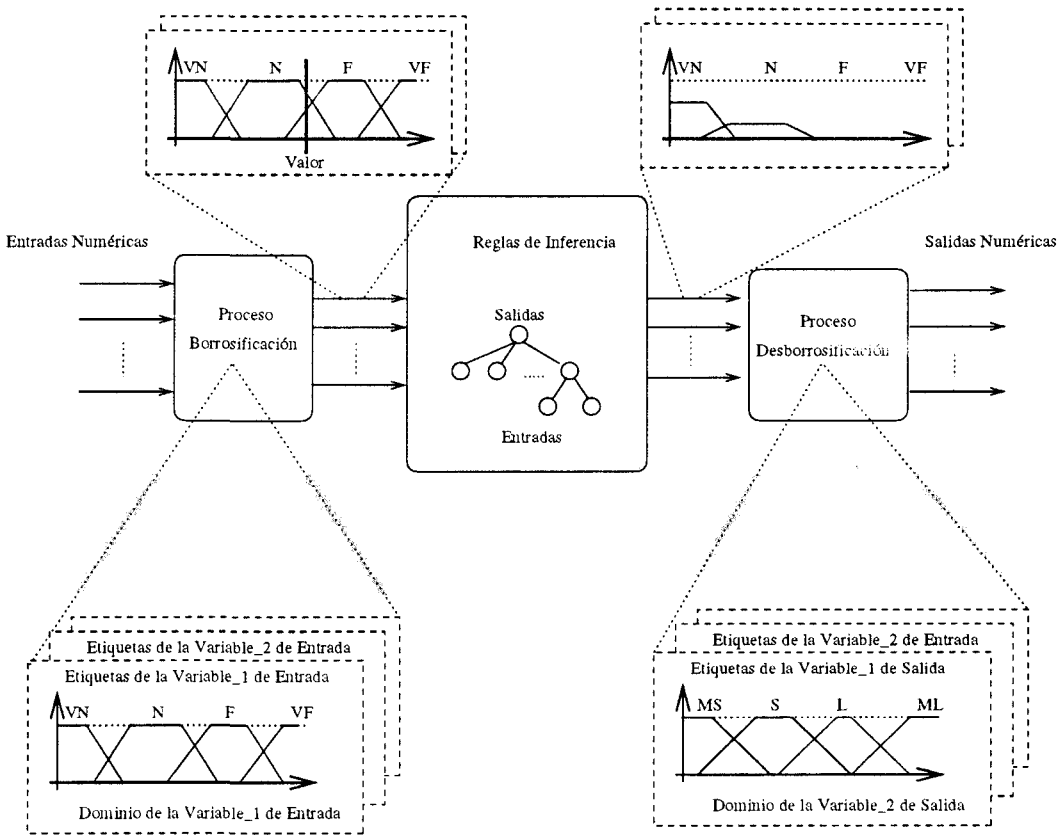 VN N F VF
Valor
VN N F VF
Entradas Numéricas
Proceso
Borrosificación
Reglas de Inferencia
Salidas
Entradas
Proceso
Desborrosificación
Salidas Numéricas
Etiquetas de la Variable_2 de Entrada
Etiquetas de la Variable_1 de Entrada
VN N F VF
Dominio de la Variable_1 de Entrada
Etiquetas de la Variable_2 de Entrada
Etiquetas de la Variable_1 de Salida
MS S L ML
Dominio de la Variable_2 de Salida